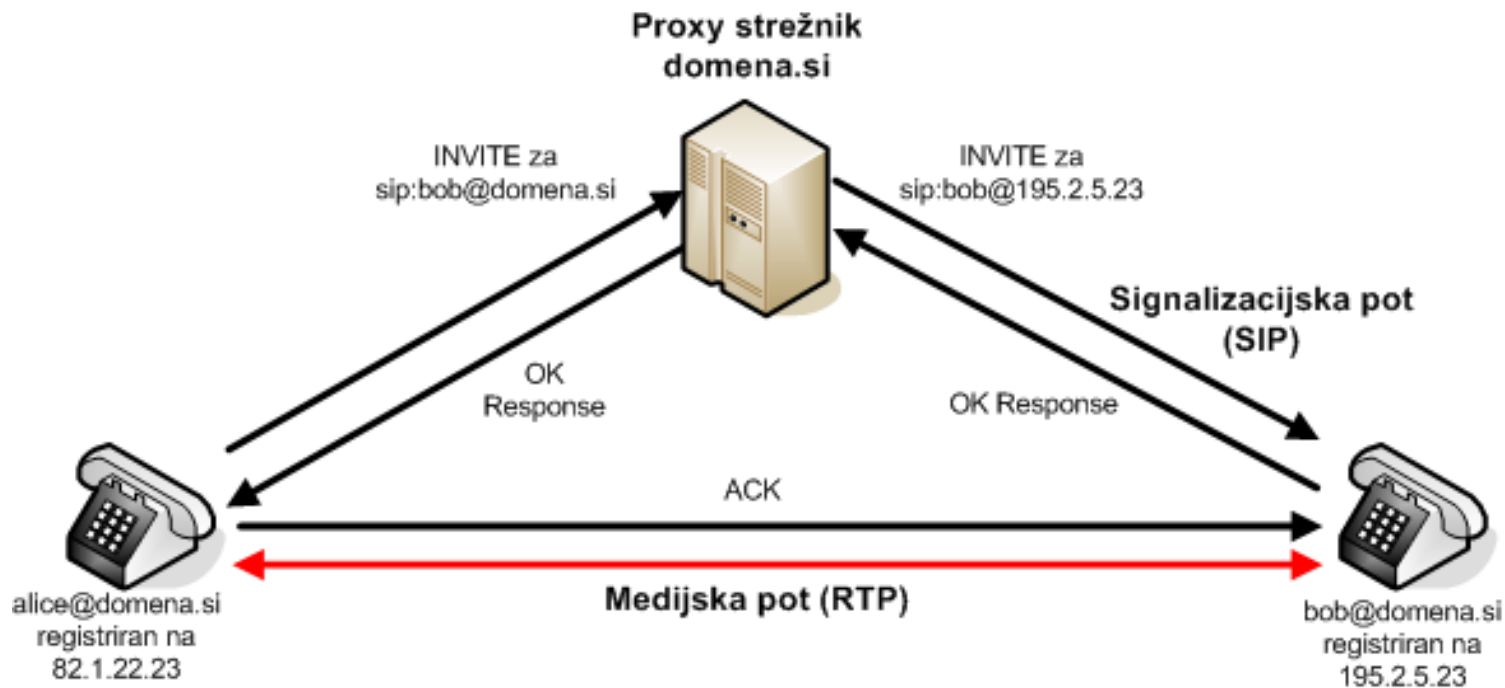 Proxy strežnik
domena.si
INVITE za
sip:bob@domena.si
INVITE za
sip:bob@195.2.5.23
Signalizacijska pot
(SIP)
OK
Response
OK Response
ACK
Medijska pot (RTP)
alice@domena.si
registriran na
82.1.22.23
bob@domena.si
registriran na
195.2.5.23